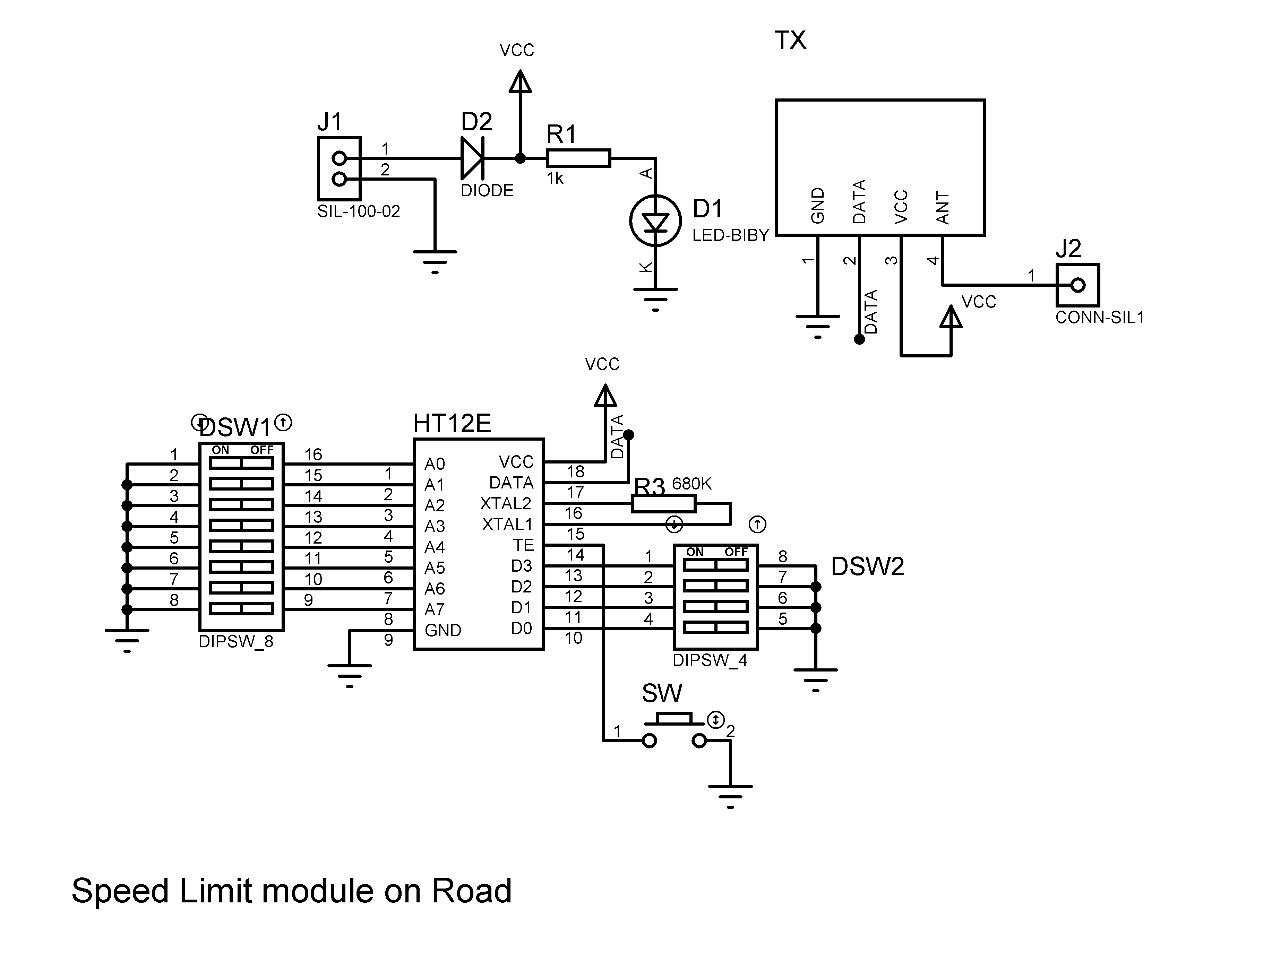 TX
VCC
J1
1
2
SIL-100-02
D2
DIODE
R1
1k
A
D1
LED-BIBY
K
GND
DATA
VCC
ANT
1
2
3
4
DATA
VCC
1
J2
CONN-SIL1
VCC
DATA
DSW1
ON OFF
1 16
2 15
3 14
4 13
5 12
6 11
7 10
8 9
DIPSW_8
HT12E
1 A0 VCC 18
2 A1 DATA 17
3 A2 XTAL2 16
4 A3 XTAL1 15
5 A4 TE 14
6 A5 D3 13
7 A6 D2 12
8 A7 D1 11
9 GND D0 10
R3 680K
ON OFF
1 8
2 7
3 6
4 5
DSW2
DIPSW_4
SW
1 2
Speed Limit module on Road